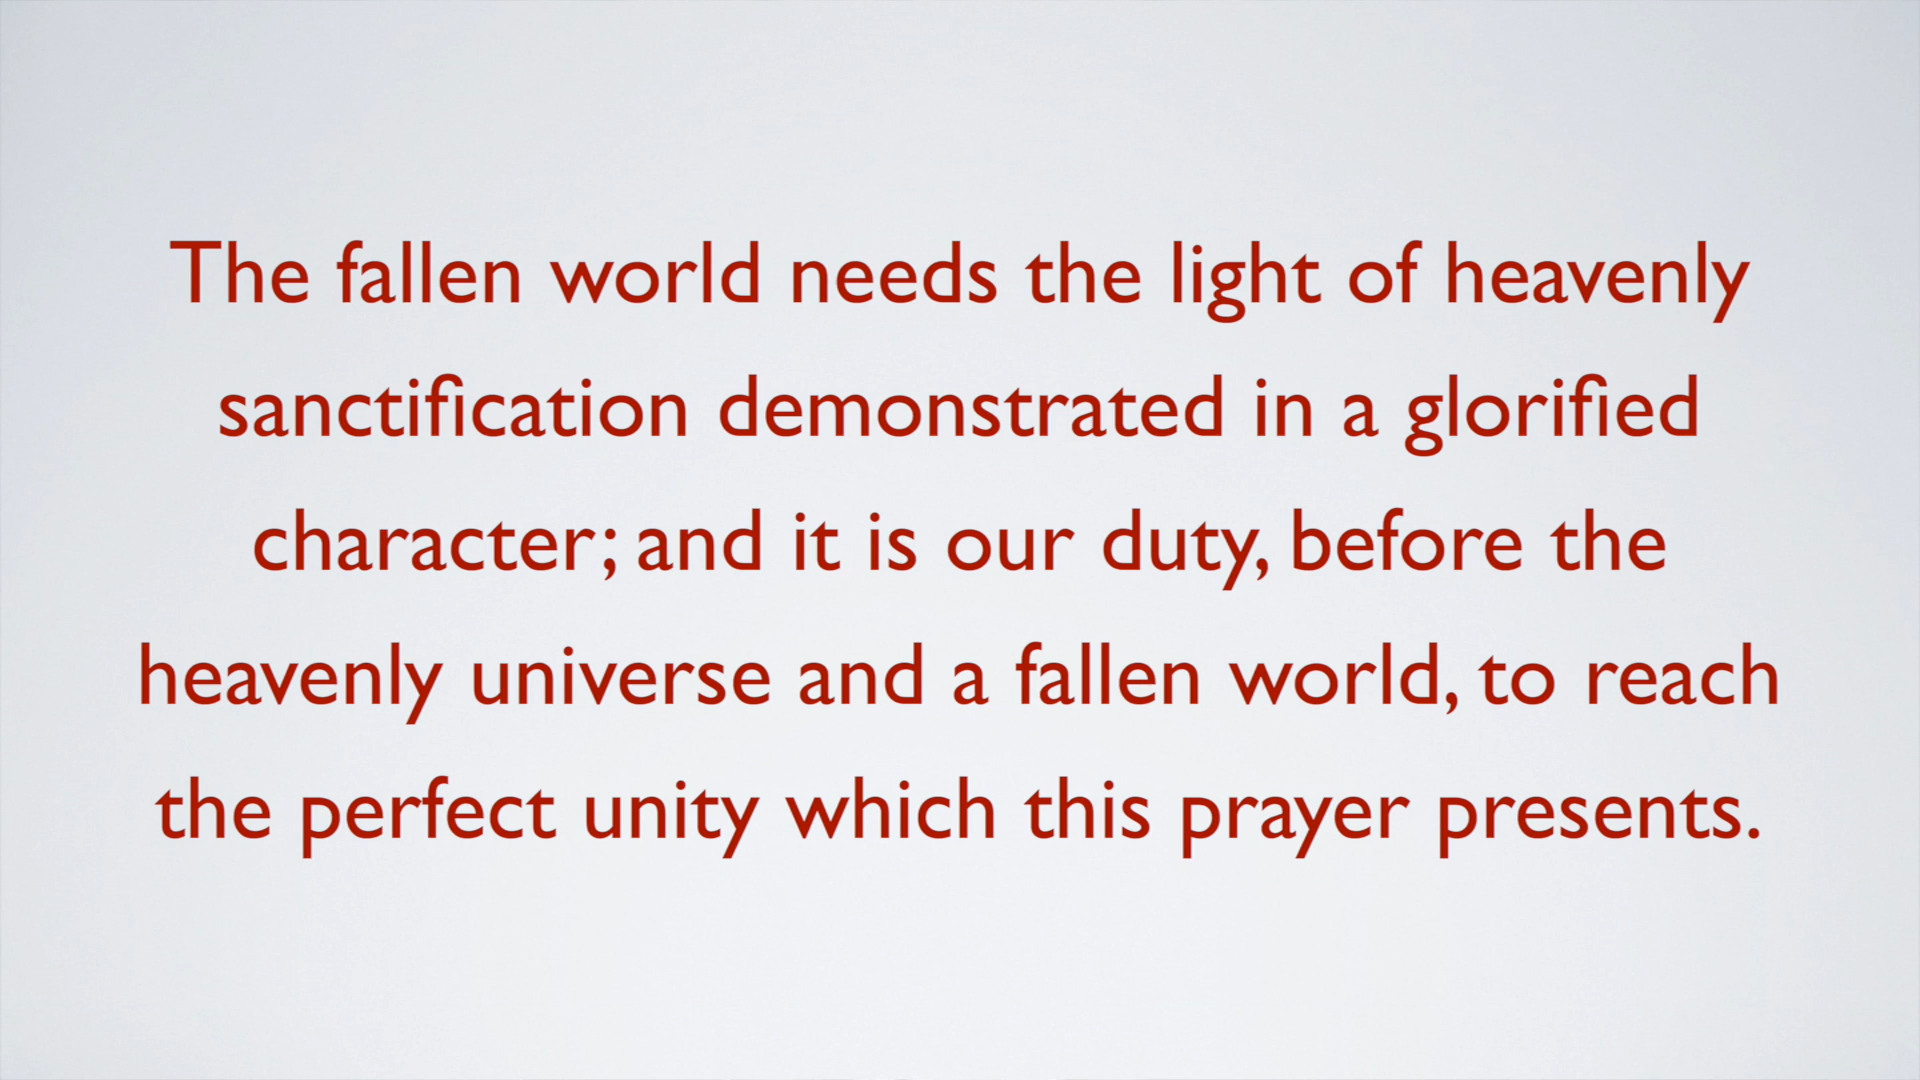 The fallen world needs the light of heavenly
sanctification demonstrated in a glorified
character; and it is our duty, before the
heavenly universe and a fallen world, to reach
the perfect unity which this prayer presents.